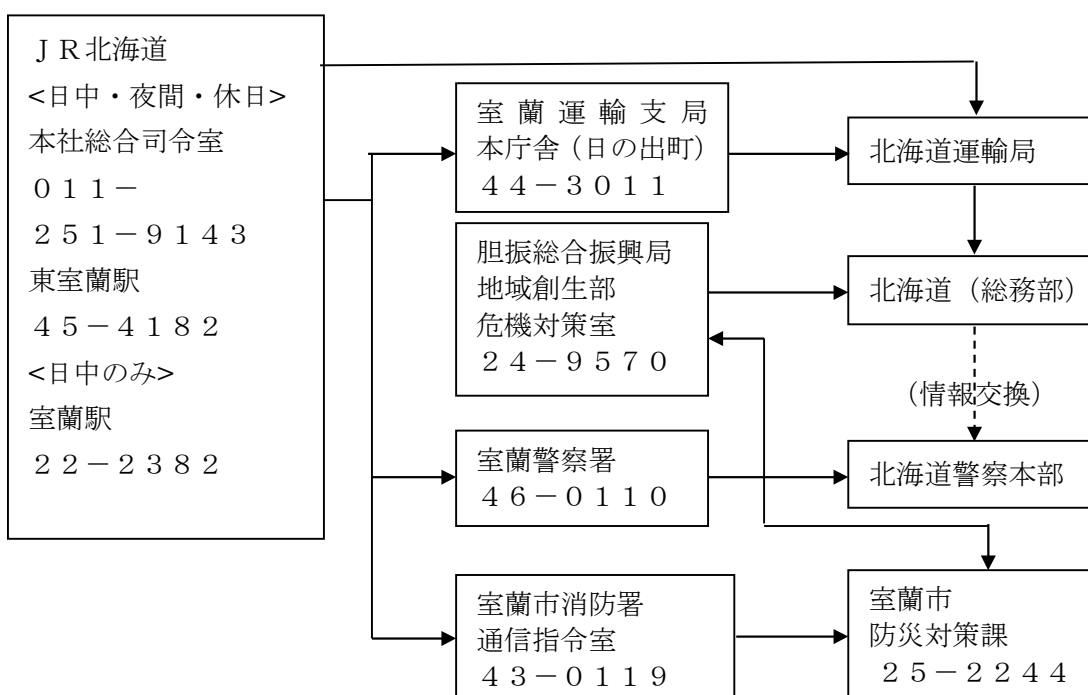 ＪＲ北海道
<日中・夜間・休日>
本社総合司令室
０１１－
２５１－９１４３
東室蘭駅
４５－４１８２
<日中のみ>
室蘭駅
２２－２３８２
室蘭運輸支局
本庁舎（日の出町）
４４－３０１１
北海道運輸局
胆振総合振興局
地域創生部
危機対策室
２４－９５７０
北海道（総務部）
（情報交換）
室蘭警察署
４６－０１１０
北海道警察本部
室蘭市消防署
通信指令室
４３－０１１９
室蘭市
防災対策課
２５－２２４４